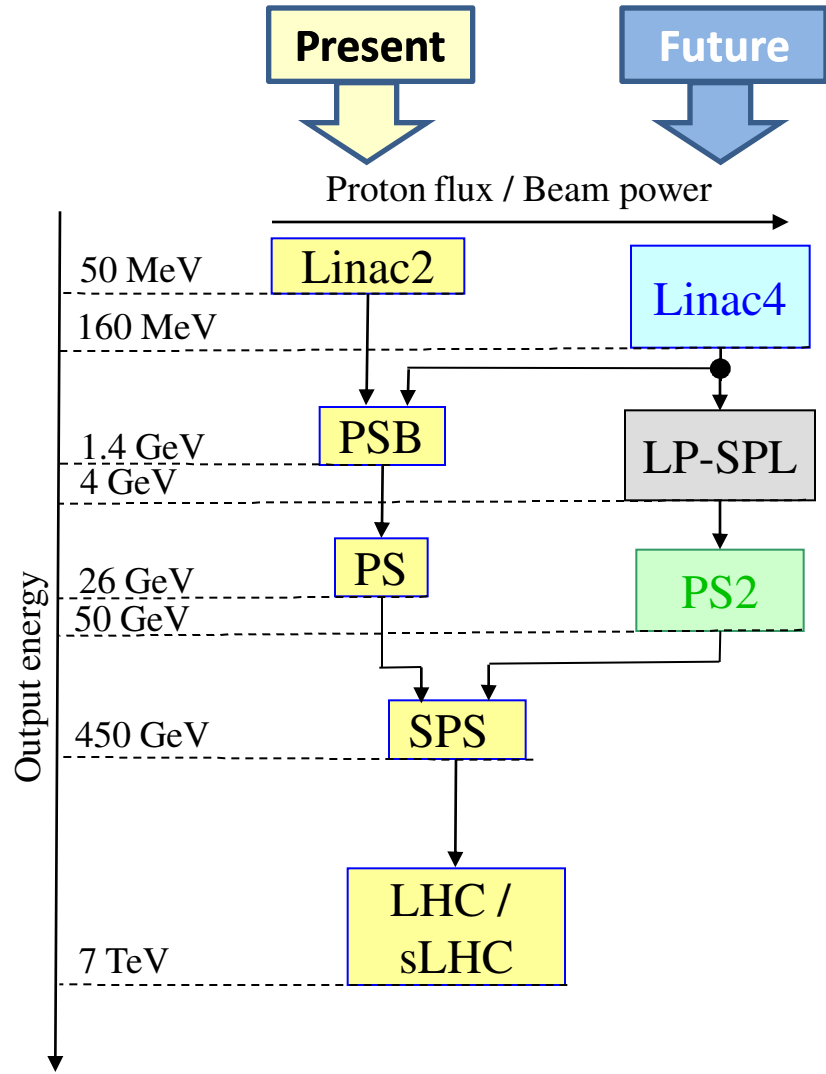 Present
Future
Proton flux / Beam power
50 MeV
Linac2
Linac4
160 MeV
PSB
1.4 GeV
LP-SPL
4 GeV
PS
26 GeV
PS2
50 GeV
Output energy
SPS
450 GeV
LHC /
sLHC
7 TeV